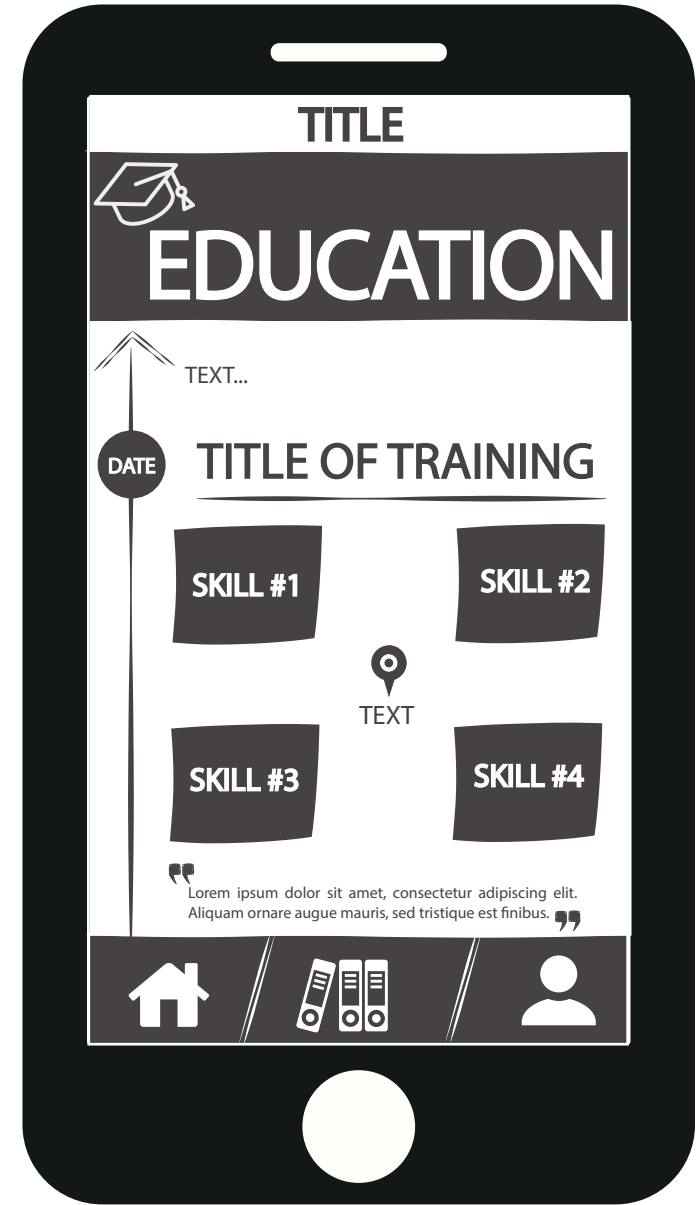 TITLE
EDUCATION
TEXT...
DATE
TITLE OF TRAINING
SKILL #1
SKILL #2
TEXT
SKILL #3
SKILL #4
Lorem ipsum dolor sit amet, consectetur adipiscing elit.
Aliquam ornare augue mauris, sed tristique est finibus.